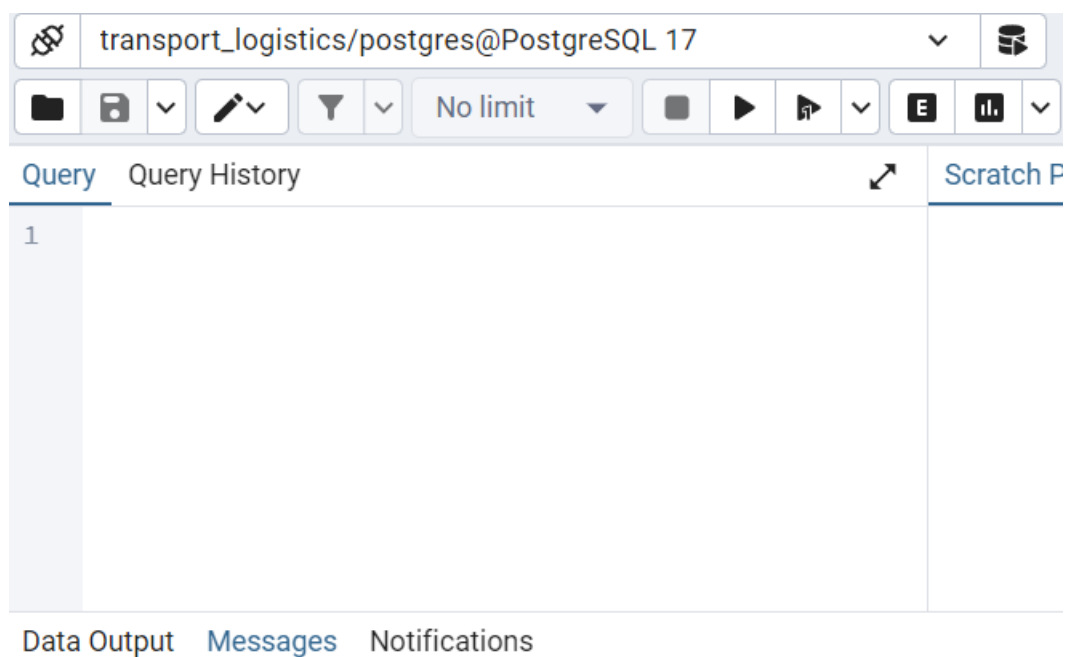 transport_logistics/postgres@PostgreSQL 17
No limit
E
Query Query History Scratch P
1
Data Output Messages Notifications